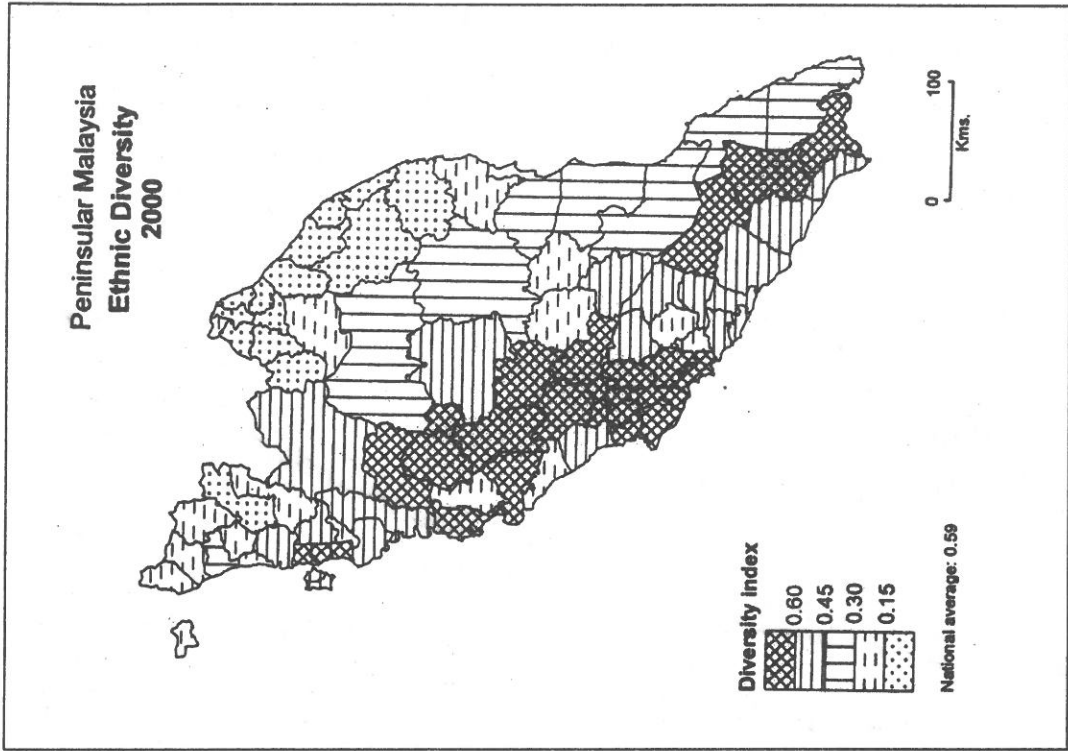 Peninsular Malaysia
Ethnic Diversity
2000
0
100
Kms.
Diversity index
0.60
0.45
0.30
0.15
National average: 0.59